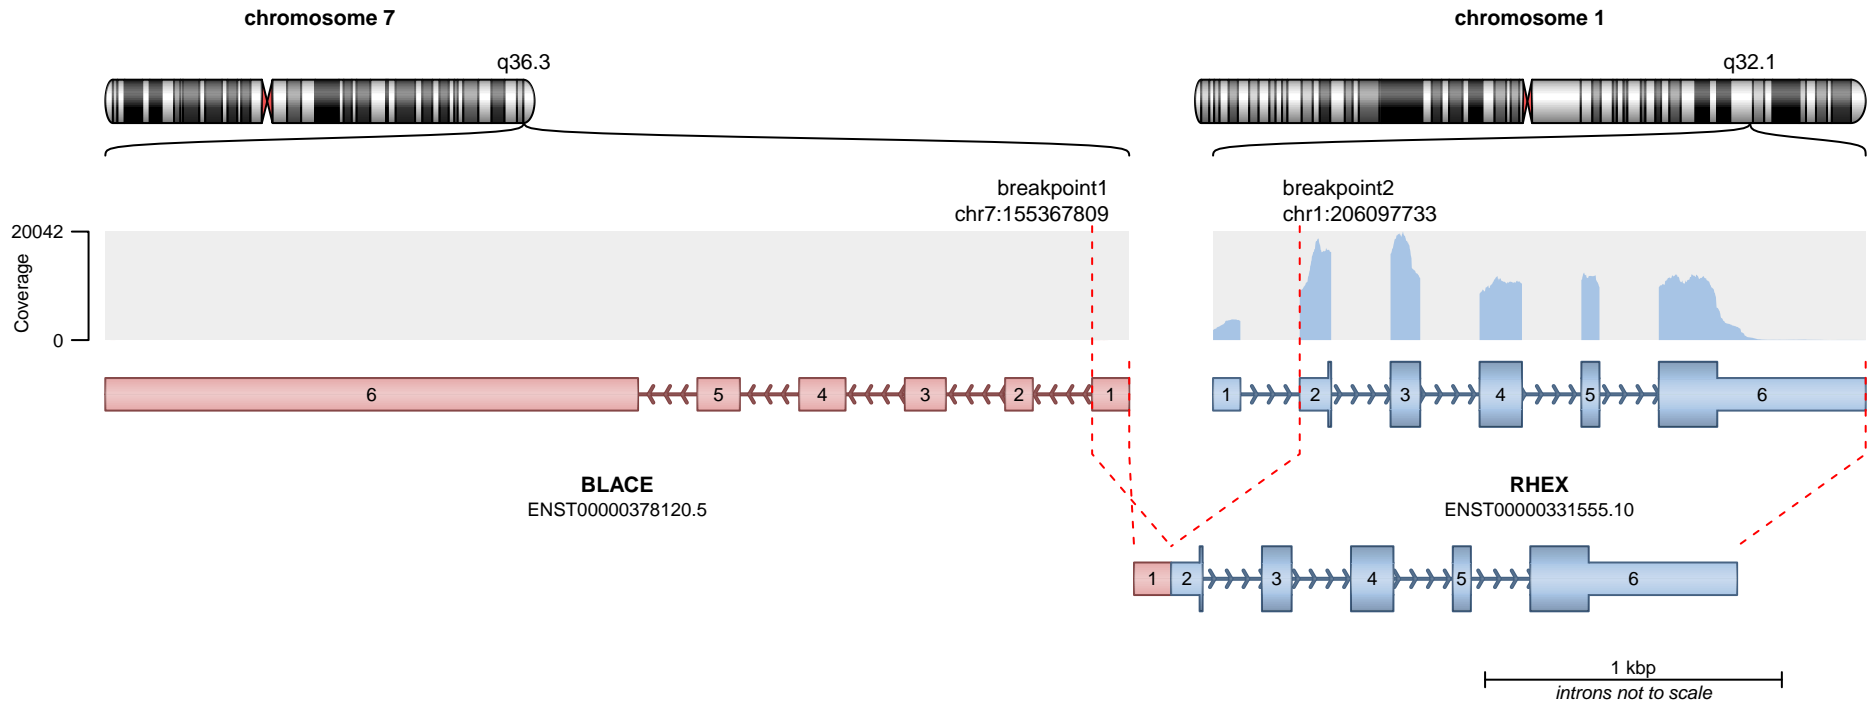 chromosome 7
chromosome 1
q36.3
q32.1
breakpoint1
chr7:155367809
breakpoint2
chr1:206097733
20042
Coverage
0
6 5 4 3 2 1
1 2 3 4 5 6
BLACE
ENST00000378120.5
RHEX
ENST00000331555.10
1 2 3 4 5 6
1 kbp
introns not to scale